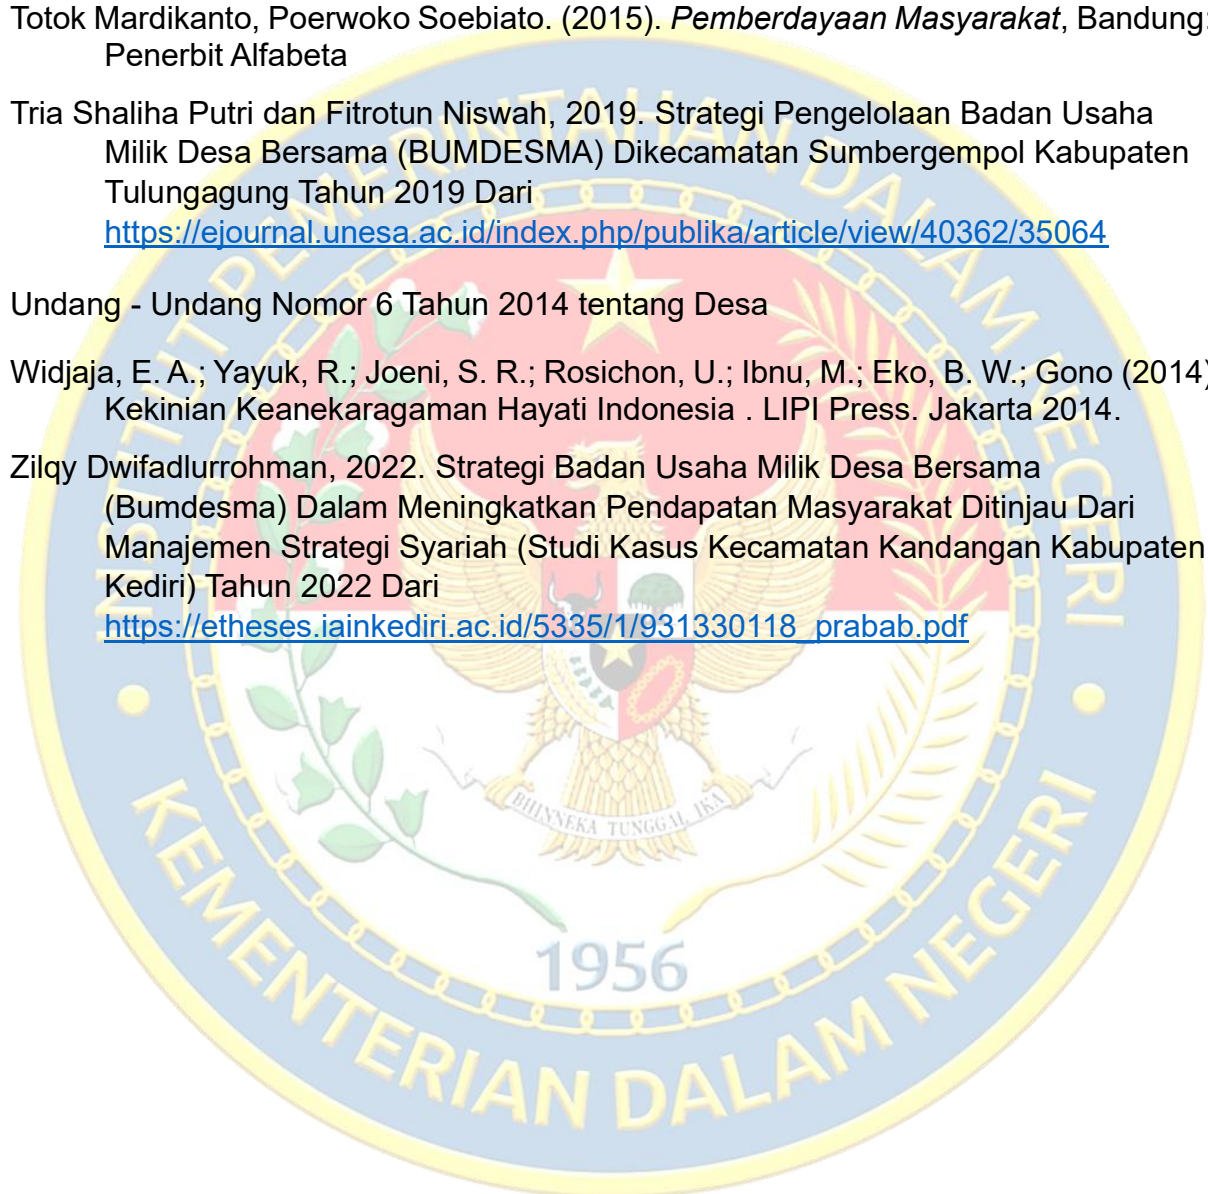 Totok Mardikanto, Poerwoko Soebiato. (2015). Pemberdayaan Masyarakat, Bandung:
Penerbit Alfabeta
Tria Shaliha Putri dan Fitrotun Niswah, 2019. Strategi Pengelolaan Badan Usaha
Milik Desa Bersama (BUMDESMA) Dikecamatan Sumbergempol Kabupaten
Tulungagung Tahun 2019 Dari
https://ejournal.unesa.ac.id/index.php/publika/article/view/40362/35064
Undang - Undang Nomor 6 Tahun 2014 tentang Desa
Widjaja, E. A.; Yayuk, R.; Joeni, S. R.; Rosichon, U.; Ibnu, M.; Eko, B. W.; Gono (2014)
Kekinian Keanekaragaman Hayati Indonesia . LIPI Press. Jakarta 2014.
Zilqy Dwifadlurrohman, 2022. Strategi Badan Usaha Milik Desa Bersama
(Bumdesma) Dalam Meningkatkan Pendapatan Masyarakat Ditinjau Dari
Manajemen Strategi Syariah (Studi Kasus Kecamatan Kandangan Kabupaten
Kediri) Tahun 2022 Dari
https://etheses.iainkediri.ac.id/5335/1/931330118_prabab.pdf
INSTITUT PEMERINTAHAN DALAM NEGERI
BHINNEKA TUNGGAL IKA
1956
KEMENTERIAN DALAM NEGERI